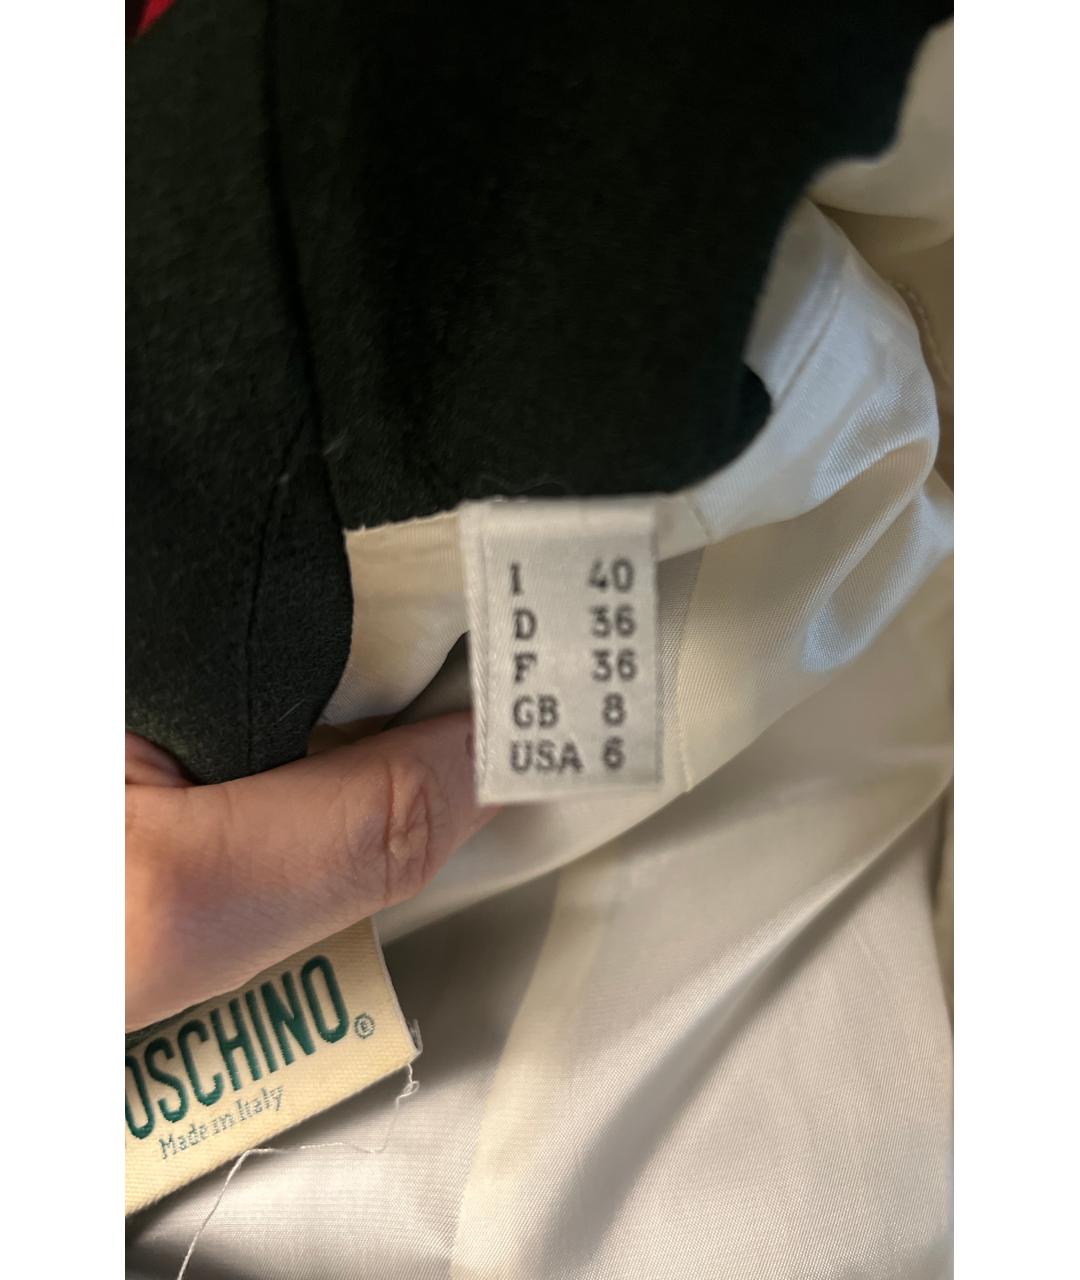 I 40
D 36
F 36
GB 8
USA 6
OSCHINO ®
Made in Italy